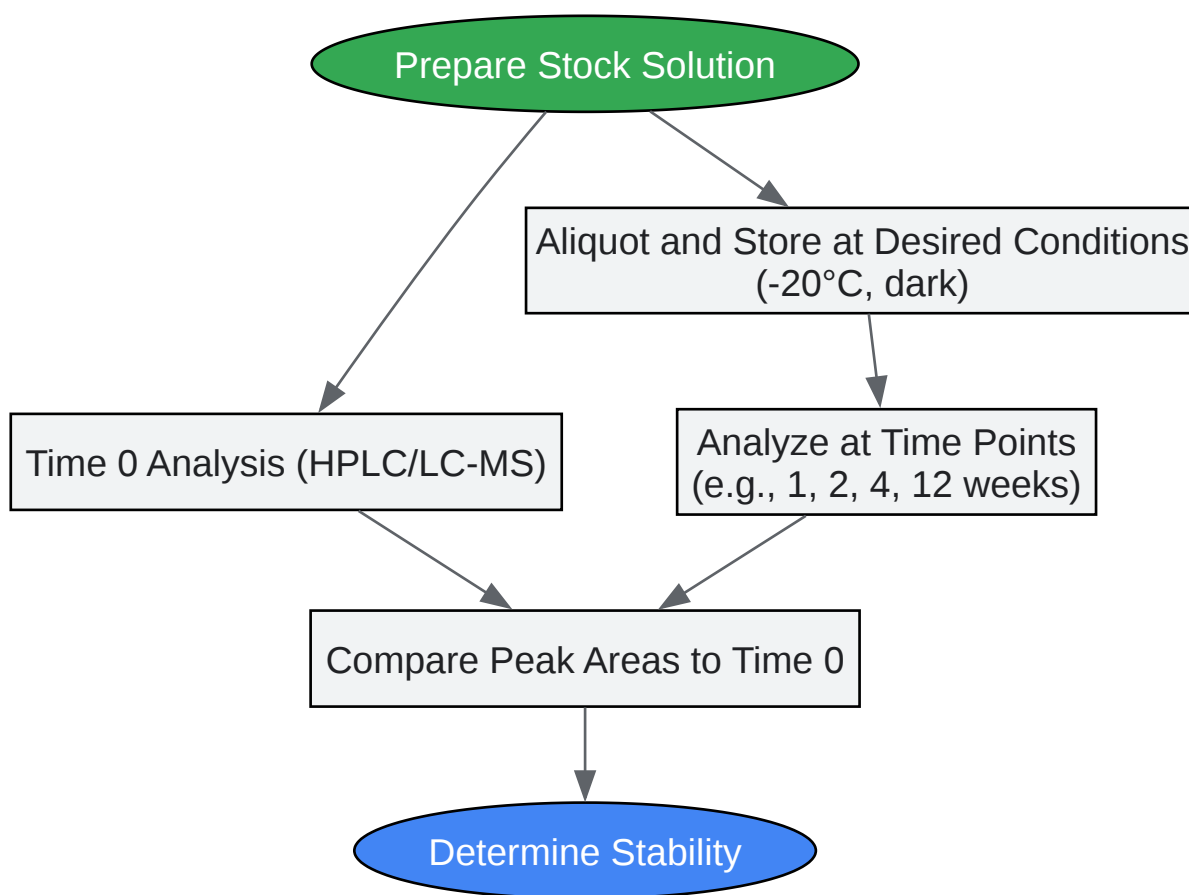 Prepare Stock Solution
Aliquot and Store at Desired Conditions
(-20°C, dark)
Time 0 Analysis (HPLC/LC-MS)
Analyze at Time Points
(e.g., 1, 2, 4, 12 weeks)
Compare Peak Areas to Time 0
Determine Stability